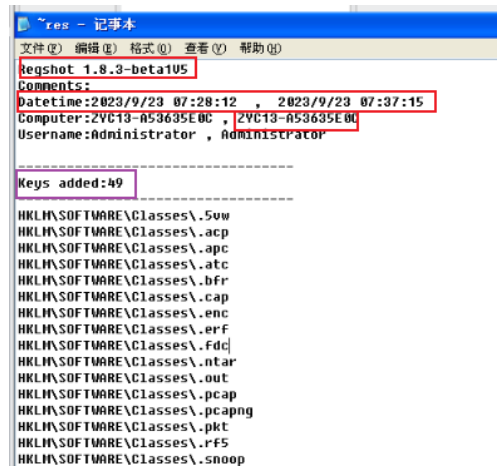 ~res - 记事本
文件(F) 编辑(E) 格式(O) 查看(V) 帮助(H)
Regshot 1.8.3-beta1V5
Comments:
Datetime:2023/9/23 07:28:12 , 2023/9/23 07:37:15
Computer:ZYC13-A53635E0C , ZYC13-A53635E0C
Username:Administrator , Administrator
----------------------------------
Keys added:49
----------------------------------
HKLM\SOFTWARE\Classes\.5vw
HKLM\SOFTWARE\Classes\.acp
HKLM\SOFTWARE\Classes\.apc
HKLM\SOFTWARE\Classes\.atc
HKLM\SOFTWARE\Classes\.bfr
HKLM\SOFTWARE\Classes\.cap
HKLM\SOFTWARE\Classes\.enc
HKLM\SOFTWARE\Classes\.erf
HKLM\SOFTWARE\Classes\.fdc
HKLM\SOFTWARE\Classes\.ntar
HKLM\SOFTWARE\Classes\.out
HKLM\SOFTWARE\Classes\.pcap
HKLM\SOFTWARE\Classes\.pcapng
HKLM\SOFTWARE\Classes\.pkt
HKLM\SOFTWARE\Classes\.rf5
HKLM\SOFTWARE\Classes\.snoop